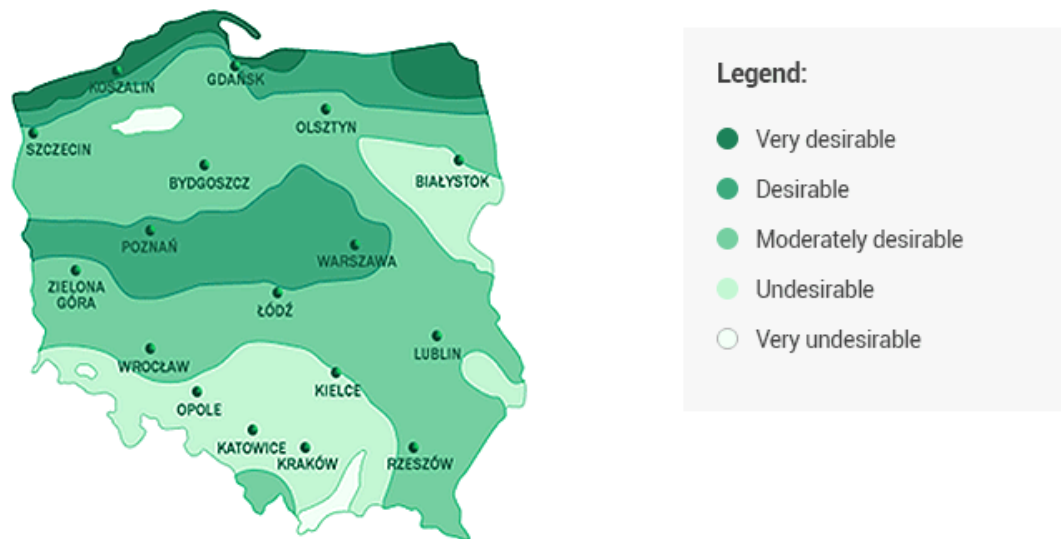 KOSZALIN
GDAŃSK
OLSZTYN
SZCZECIN
BYDGOSZCZ
BIAŁYSTOK
POZNAŃ
WARSZAWA
ZIELONA
GÓRA
ŁÓDŹ
WROCŁAW
LUBLIN
KIELCE
OPOLE
KATOWICE
KRAKÓW
RZESZÓW
Legend:
Very desirable
Desirable
Moderately desirable
Undesirable
Very undesirable